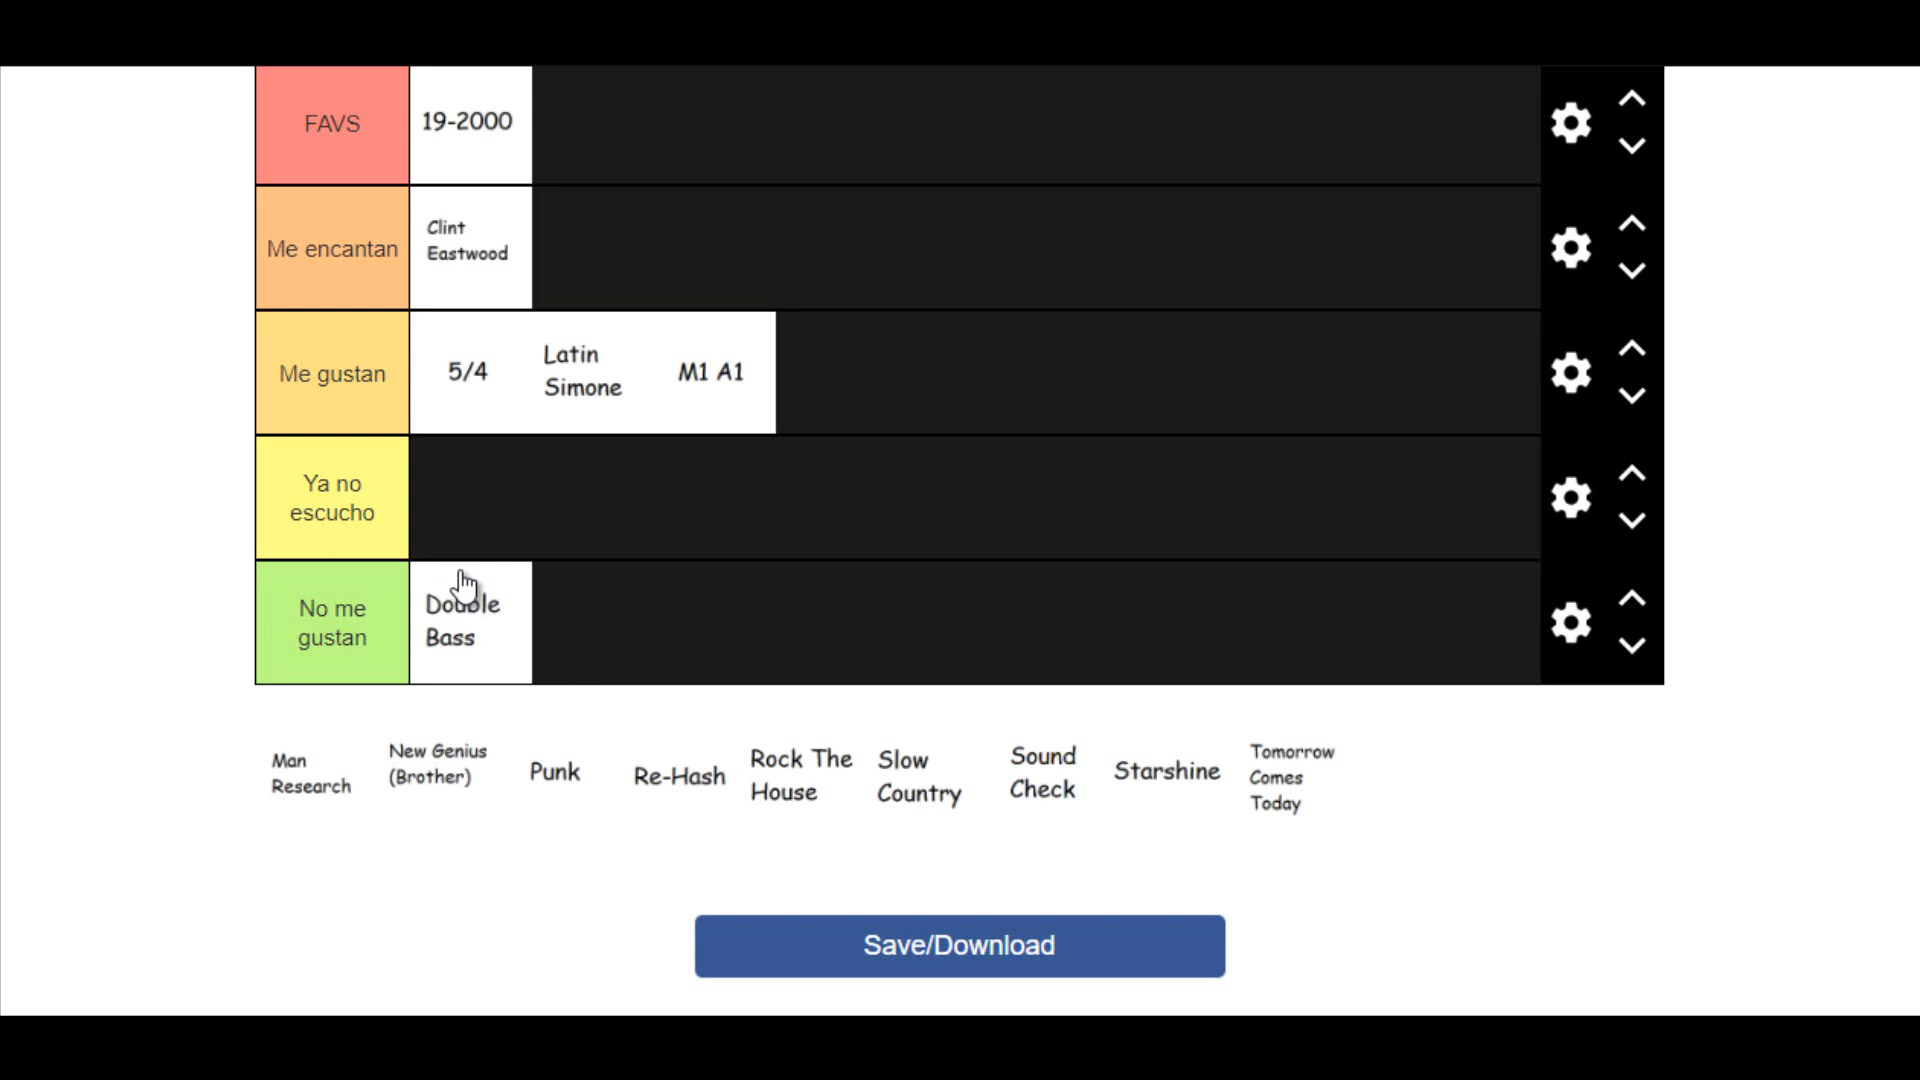 FAVS
19-2000
Me encantan
Clint
Eastwood
Me gustan
5/4
Latin
Simone
M1 A1
Ya no
escucho
No me
gustan
Double
Bass
Man
Research
New Genius
(Brother)
Punk
Re-Hash
Rock The
House
Slow
Country
Sound
Check
Starshine
Tomorrow
Comes
Today
Save/Download